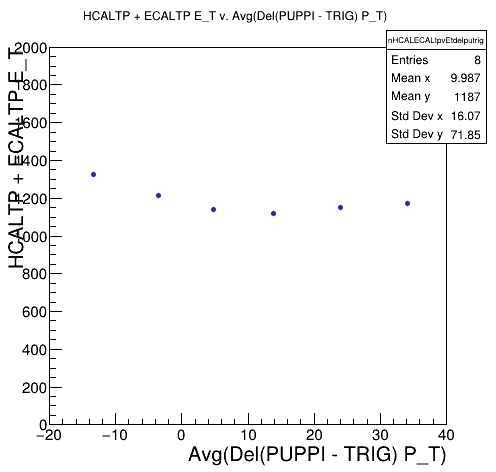 HCALTP + ECALTP E_T v. Avg(Del(PUPPI - TRIG) P_T)
nHCALECALtpvEtdelputrig
Entries 8
Mean x 9.987
Mean y 1187
Std Dev x 16.07
Std Dev y 71.85
HCALTP + ECALTP E_T
2000
1800
1600
1400
1200
1000
800
600
400
200
0
−20 −10 0 10 20 30 40
Avg(Del(PUPPI - TRIG) P_T)